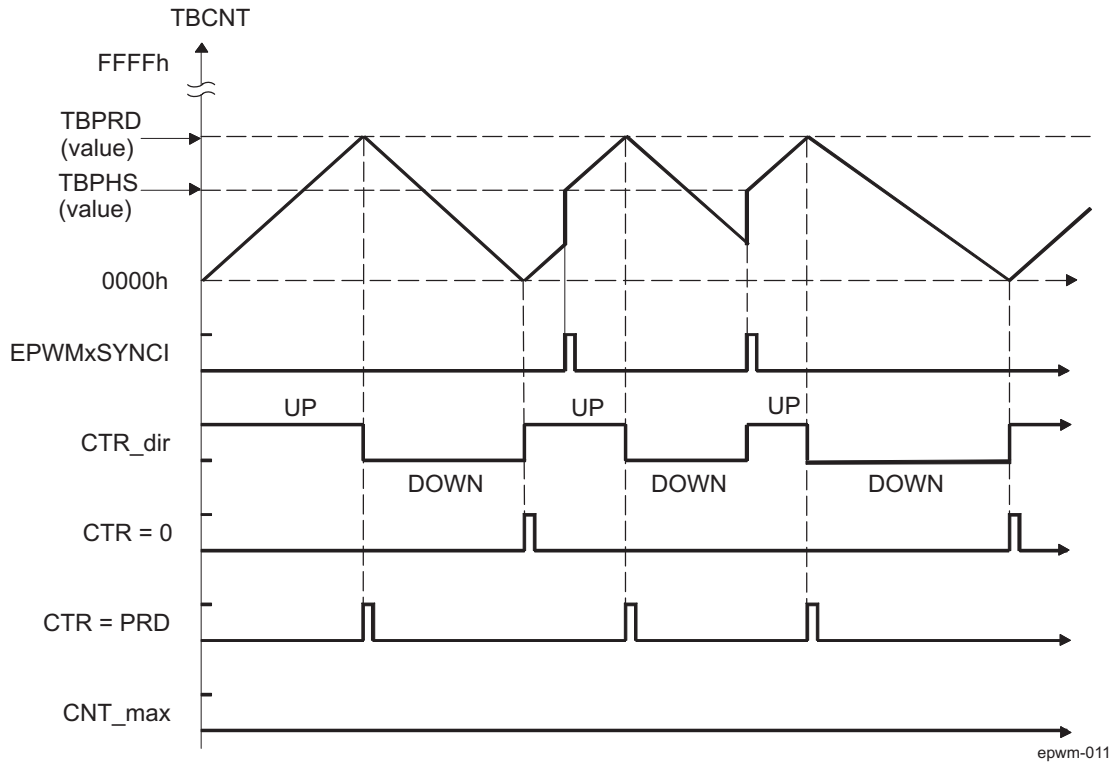 TBCNT
FFFFh
TBPRD
(value)
TBPHS
(value)
0000h
EPWMxSYNCI
UP
UP
UP
CTR_dir
DOWN
DOWN
DOWN
CTR = 0
CTR = PRD
CNT_max
epwm-011